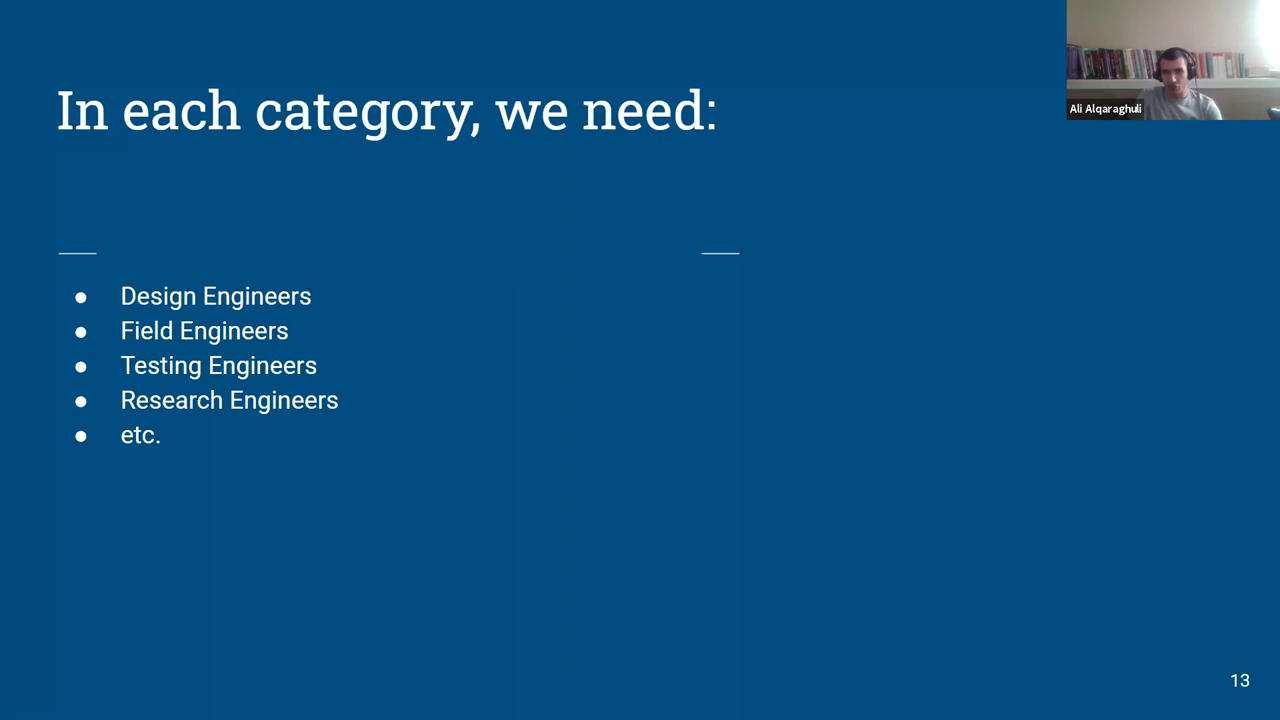 In each category, we need:
Ali Alqaraghuli
● Design Engineers
● Field Engineers
● Testing Engineers
● Research Engineers
● etc.
13